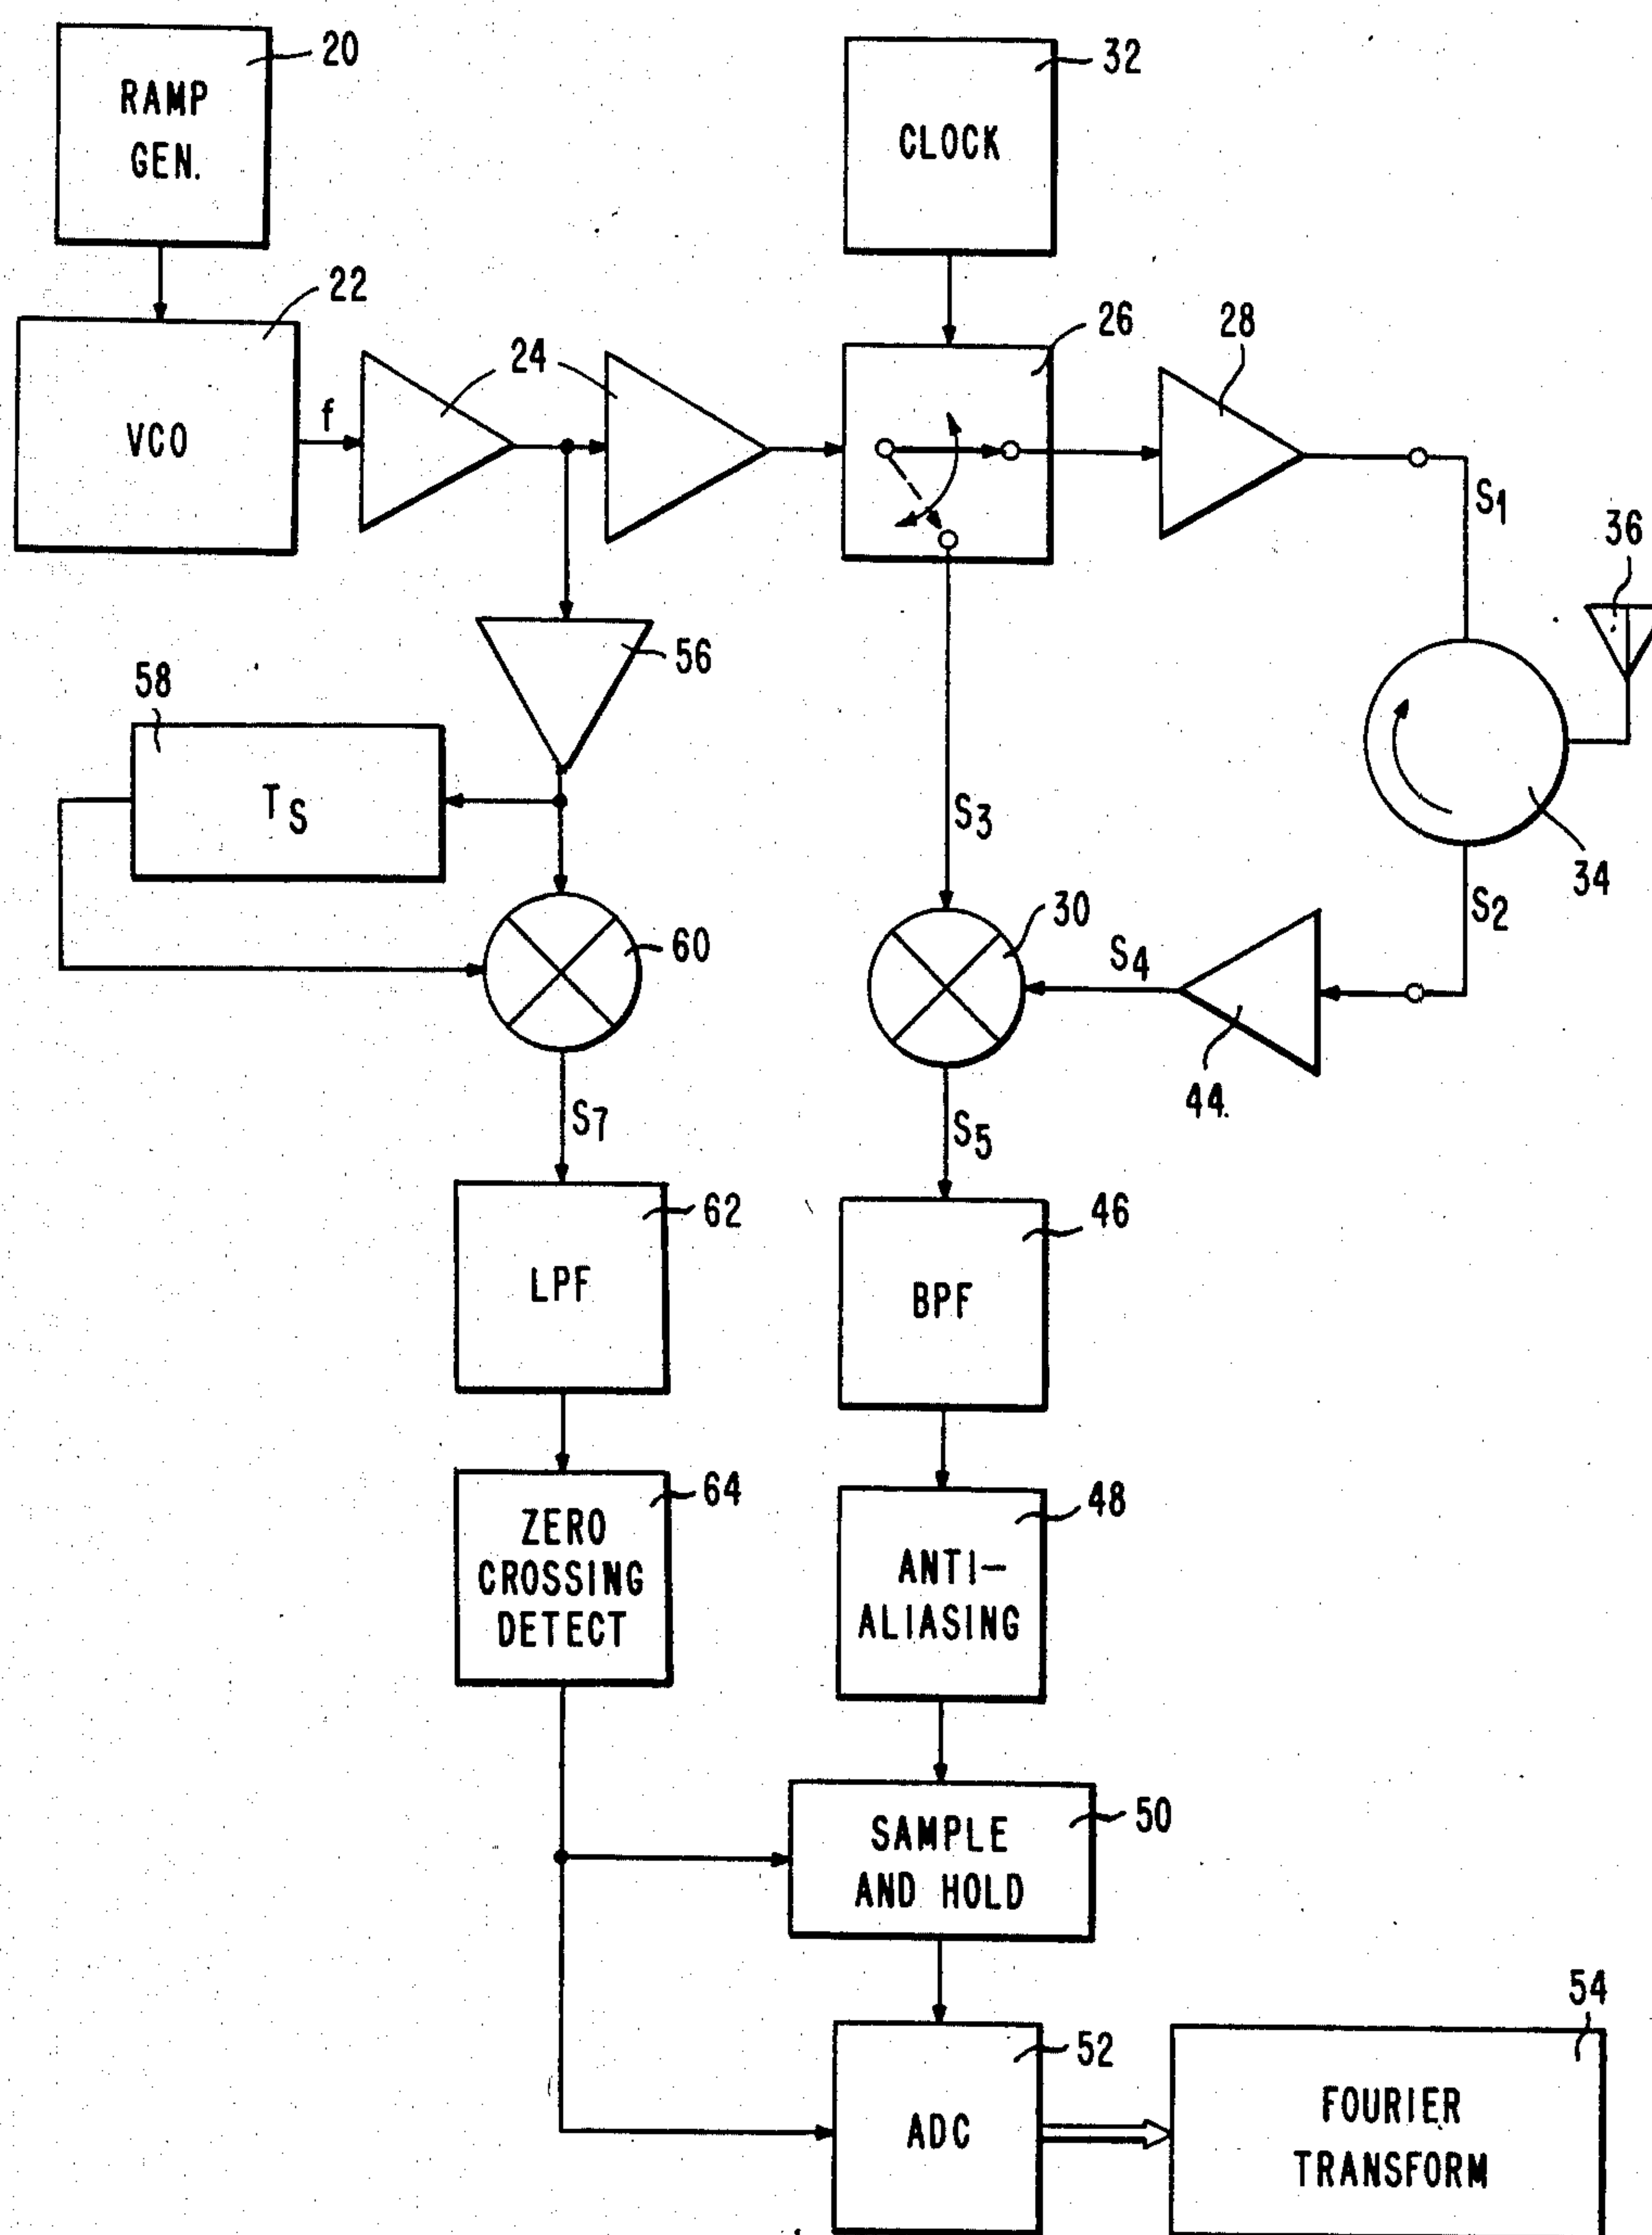 20
RAMP
GEN.
32
CLOCK
22
VCO
f
24
26
28
S1
36
56
58
TS
S3
34
S2
60
30
S4
44.
S7
S5
62
LPF
46
BPF
64
ZERO
CROSSING
DETECT
48
ANTI-
ALIASING
50
SAMPLE
AND HOLD
54
52
ADC
FOURIER
TRANSFORM